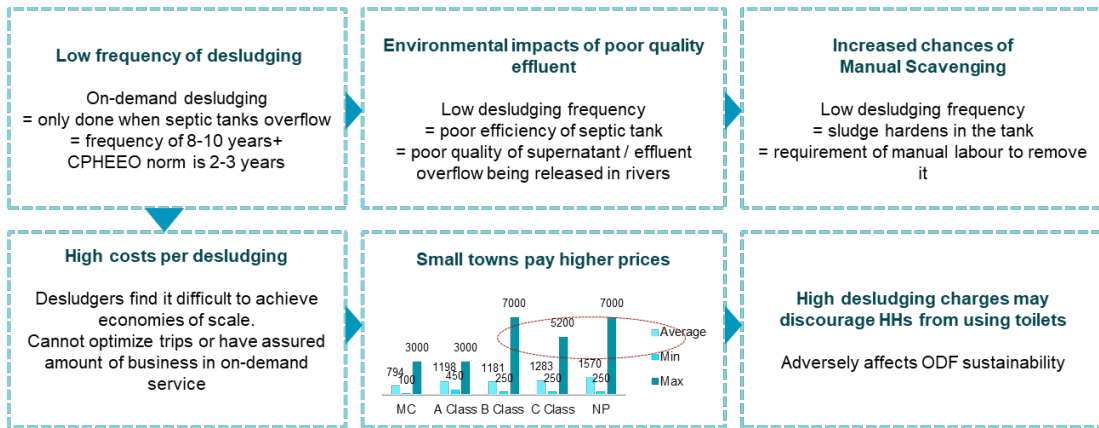 Low frequency of desludging
On-demand desludging
= only done when septic tanks overflow
= frequency of 8-10 years+
CPHEEO norm is 2-3 years
Environmental impacts of poor quality
effluent
Low desludging frequency
= poor efficiency of septic tank
= poor quality of supernatant / effluent
overflow being released in rivers
Increased chances of
Manual Scavenging
Low desludging frequency
= sludge hardens in the tank
= requirement of manual labour to remove
it
High costs per desludging
Desludgers find it difficult to achieve
economies of scale.
Cannot optimize trips or have assured
amount of business in on-demand
service
Small towns pay higher prices
7000
7000
5200
3000
3000
794
100
1198
450
1181
250
1283
250
1570
250
Average
Min
Max
MC
A Class
B Class
C Class
NP
High desludging charges may
discourage HHs from using toilets
Adversely affects ODF sustainability